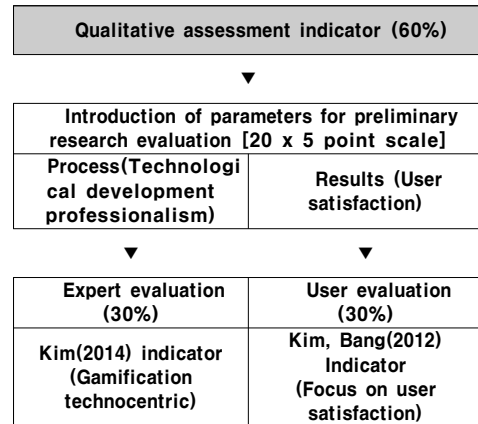 Qualitative assessment indicator (60%)
▼
Introduction of parameters for preliminary
research evaluation [20 x 5 point scale]
Process(Technologi
cal development
professionalism)
Results (User
satisfaction)
▼ ▼
Expert evaluation
(30%)
User evaluation
(30%)
Kim(2014) indicator
(Gamification
technocentric)
Kim, Bang(2012)
Indicator
(Focus on user
satisfaction)